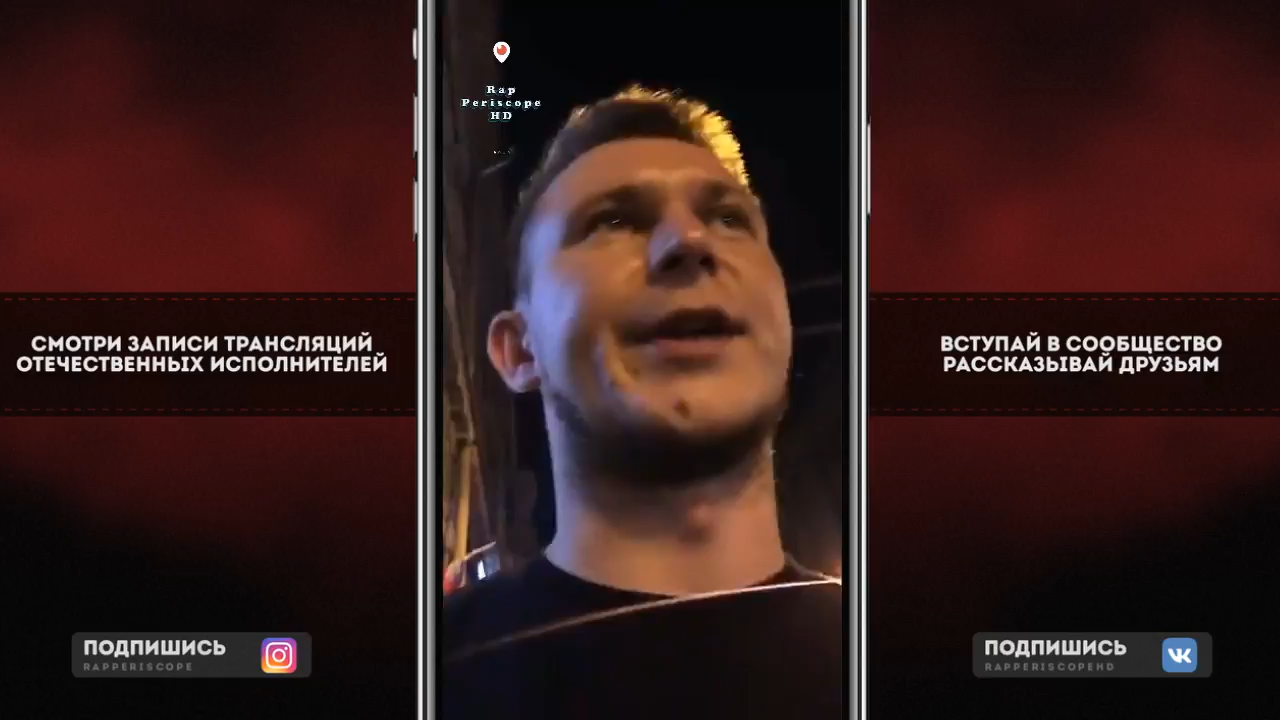 Rap
Periscope
HD
СМОТРИ ЗАПИСИ ТРАНСЛЯЦИЙ
ОТЕЧЕСТВЕННЫХ ИСПОЛНИТЕЛЕЙ
ВСТУПАЙ В СООБЩЕСТВО
РАССКАЗЫВАЙ ДРУЗЬЯМ
ПОДПИШИСЬ
RAPPERISCOPE
ПОДПИШИСЬ
RAPPERISCOPEHD